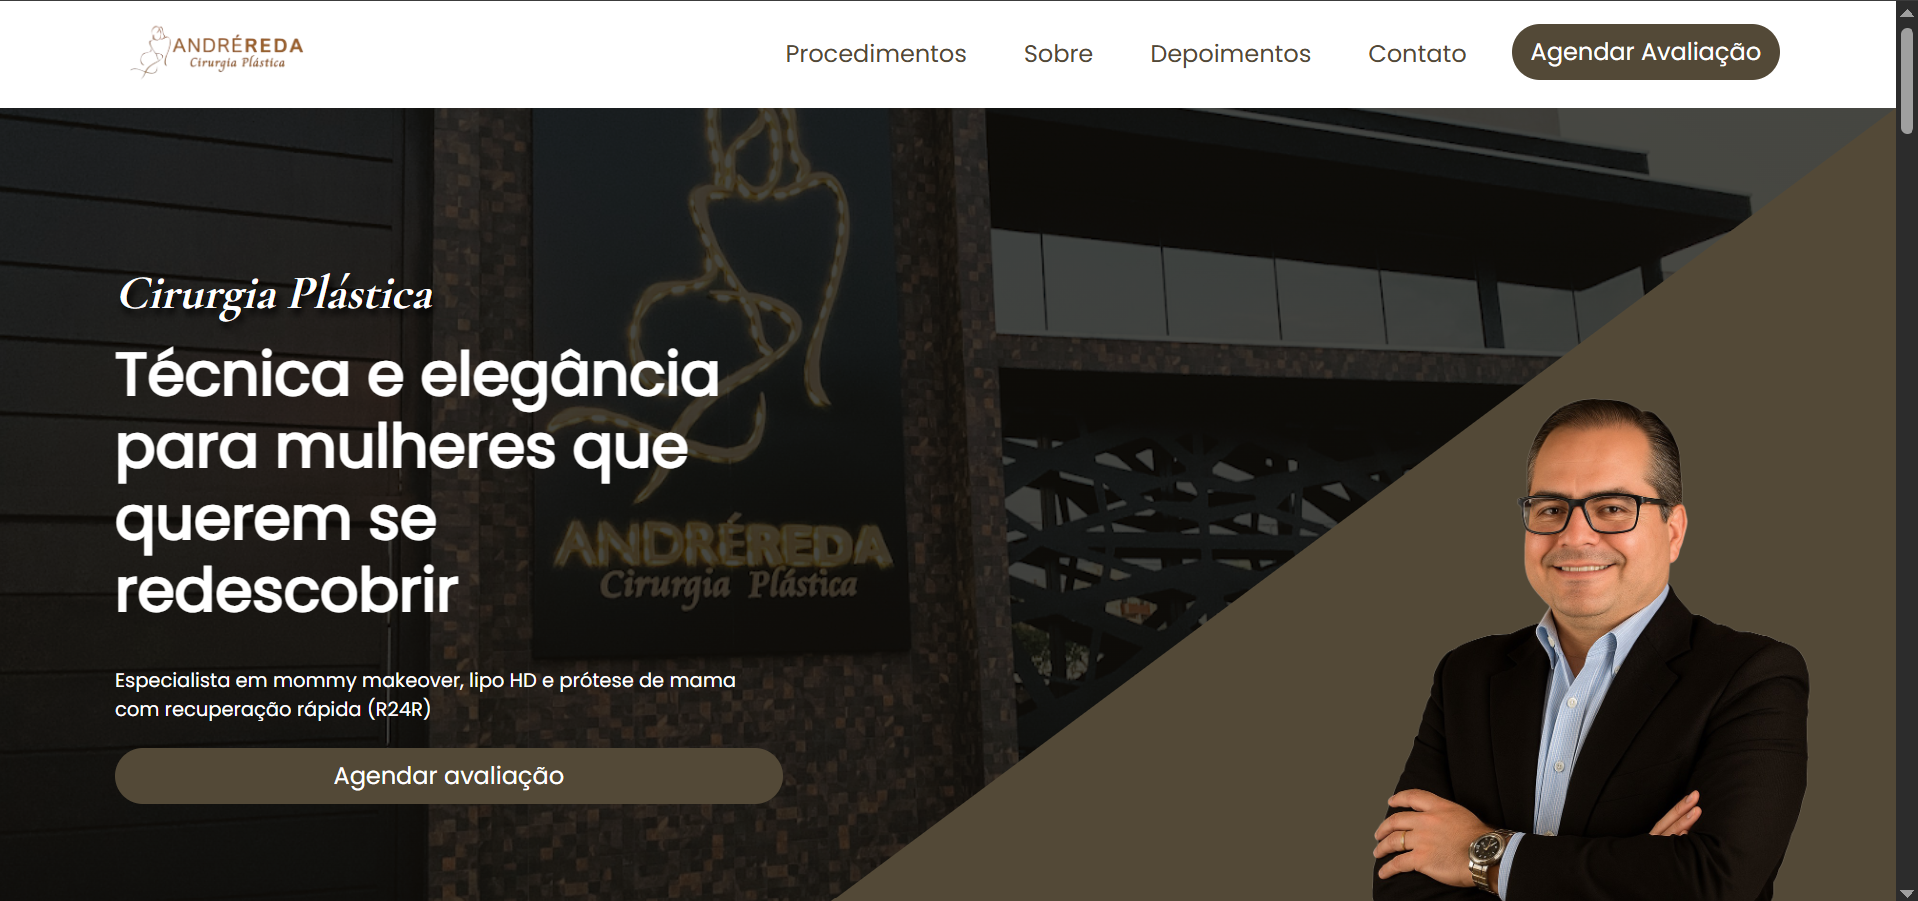 ANDRÉREDA
Cirurgia Plástica
Procedimentos
Sobre
Depoimentos
Contato
Agendar Avaliação
Cirurgia Plástica
Técnica e elegância
para mulheres que
querem se
redescobrir
ANDRÉREDA
Cirurgia Plástica
Especialista em mommy makeover, lipo HD e prótese de mama
com recuperação rápida (R24R)
Agendar avaliação